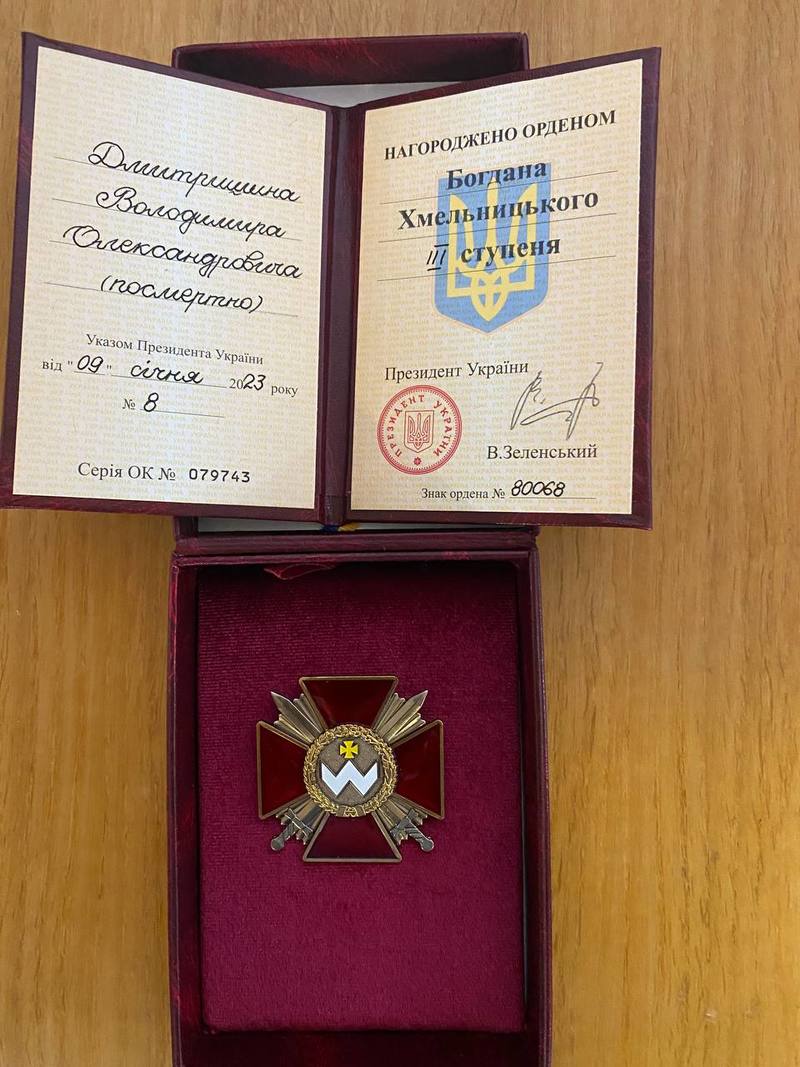 Дмитришина
Володимира
Олександровича
(посмертно)
Указом Президента України
від "09" січня 2023 року
№ 8
Серія ОК № 079743
НАГОРОДЖЕНО ОРДЕНОМ
Богдана
Хмельницького
III ступеня
Президент України
ПРЕЗИДЕНТ УКРАЇНИ
В.Зеленський
Знак ордена № 80068